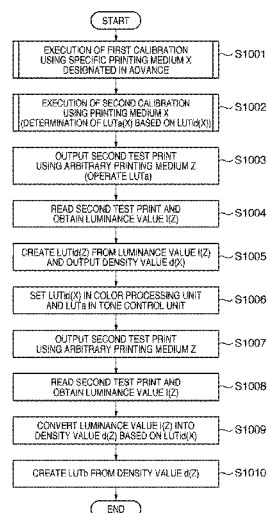 START
EXECUTION OF FIRST CALIBRATION
USING SPECIFIC PRINTING MEDIUM X
DESIGNATED IN ADVANCE
S1001
EXECUTION OF SECOND CALIBRATION
USING PRINTING MEDIUM X
(DETERMINATION OF LUTa(X) BASED ON LUTid(X))
S1002
OUTPUT SECOND TEST PRINT
USING ARBITRARY PRINTING MEDIUM Z
(OPERATE LUTa)
S1003
READ SECOND TEST PRINT AND
OBTAIN LUMINANCE VALUE I(Z)
S1004
CREATE LUTid(Z) FROM LUMINANCE VALUE I(Z)
AND OUTPUT DENSITY VALUE d(X)
S1005
SET LUTid(X) IN COLOR PROCESSING UNIT
AND LUTa IN TONE CONTROL UNIT
S1006
OUTPUT SECOND TEST PRINT
USING ARBITRARY PRINTING MEDIUM Z
S1007
READ SECOND TEST PRINT AND
OBTAIN LUMINANCE VALUE I(Z)
S1008
CONVERT LUMINANCE VALUE I(Z) INTO
DENSITY VALUE d(Z) BASED ON LUTid(X)
S1009
CREATE LUTb FROM DENSITY VALUE d(Z)
S1010
END